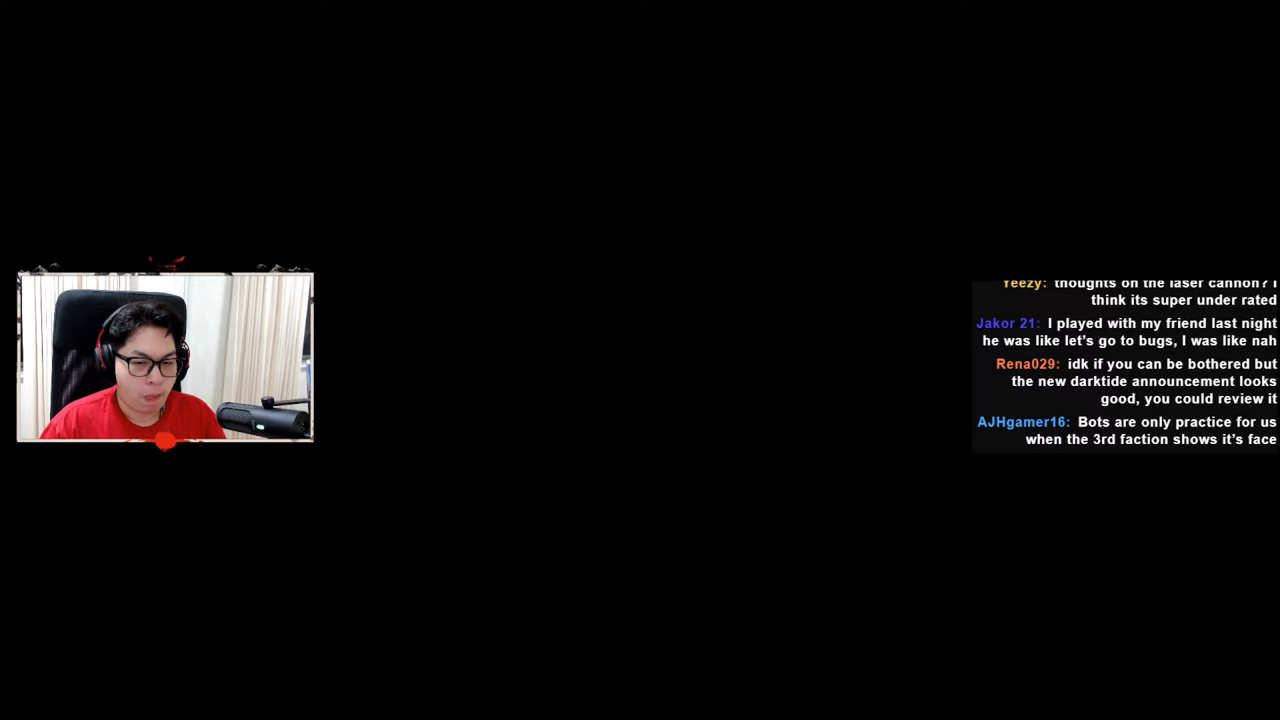 Yeezy: thoughts on the laser cannon? I
think its super under rated
Jakor 21: I played with my friend last night
he was like let's go to bugs, I was like nah
Rena029: idk if you can be bothered but
the new darktide announcement looks
good, you could review it
AJHgamer16: Bots are only practice for us
when the 3rd faction shows it's face